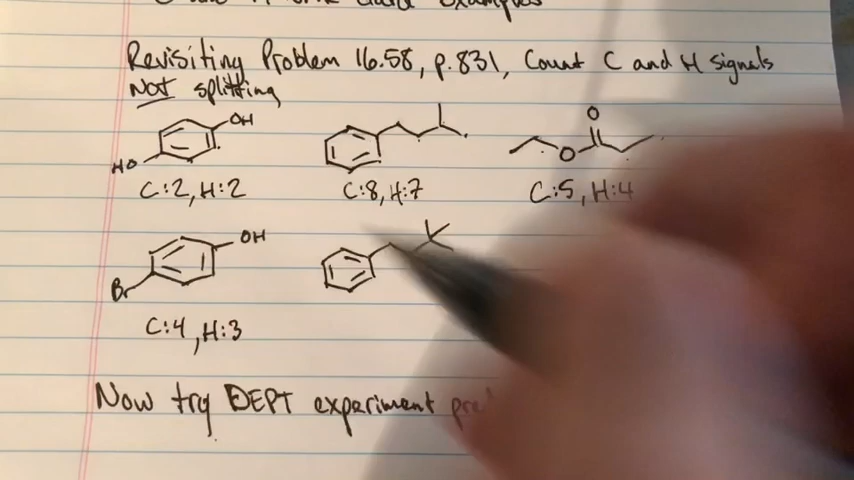 Revisiting Problem 16.58, p.831, Count C and H signals
NOT splitting
OH
HO
O
O
C:2, H:2
C:8, H:7
C:5, H:4
OH
Br
C:4, H:3
Now try DEPT experiment